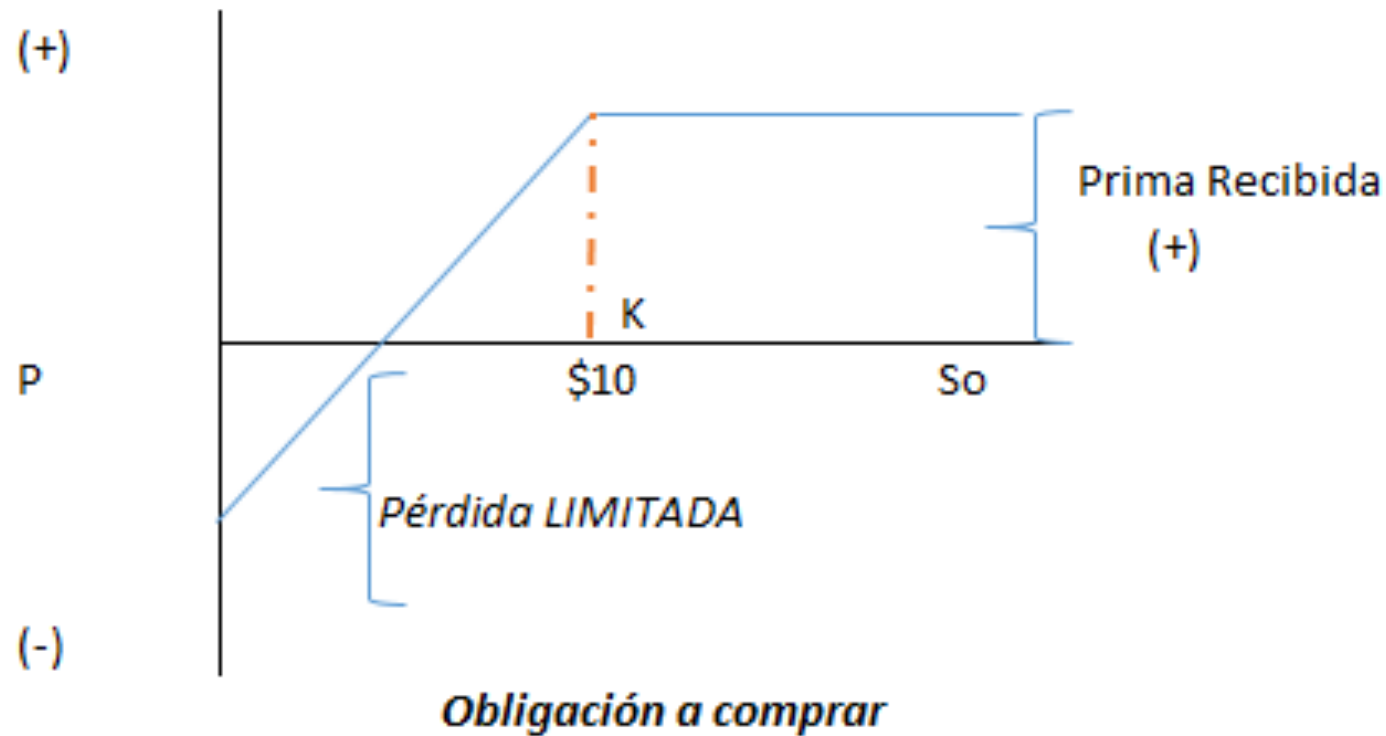 (+)
Prima Recibida
(+)
K
P
$10
So
Pérdida LIMITADA
(-)
Obligación a comprar